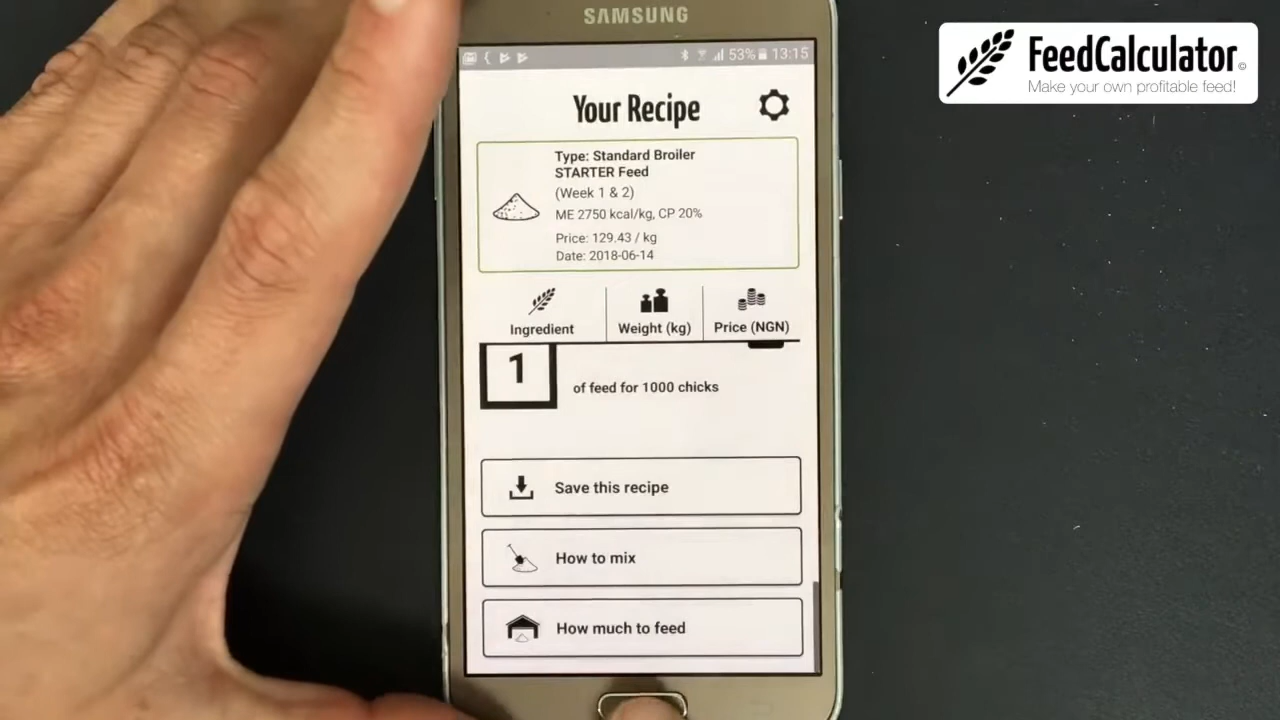 SAMSUNG
53% 13:15
FeedCalculator©
Make your own profitable feed!
Your Recipe
Type: Standard Broiler
STARTER Feed
(Week 1 & 2)
ME 2750 kcal/kg, CP 20%
Price: 129.43 / kg
Date: 2018-06-14
Ingredient
Weight (kg)
Price (NGN)
1
of feed for 1000 chicks
Save this recipe
How to mix
How much to feed